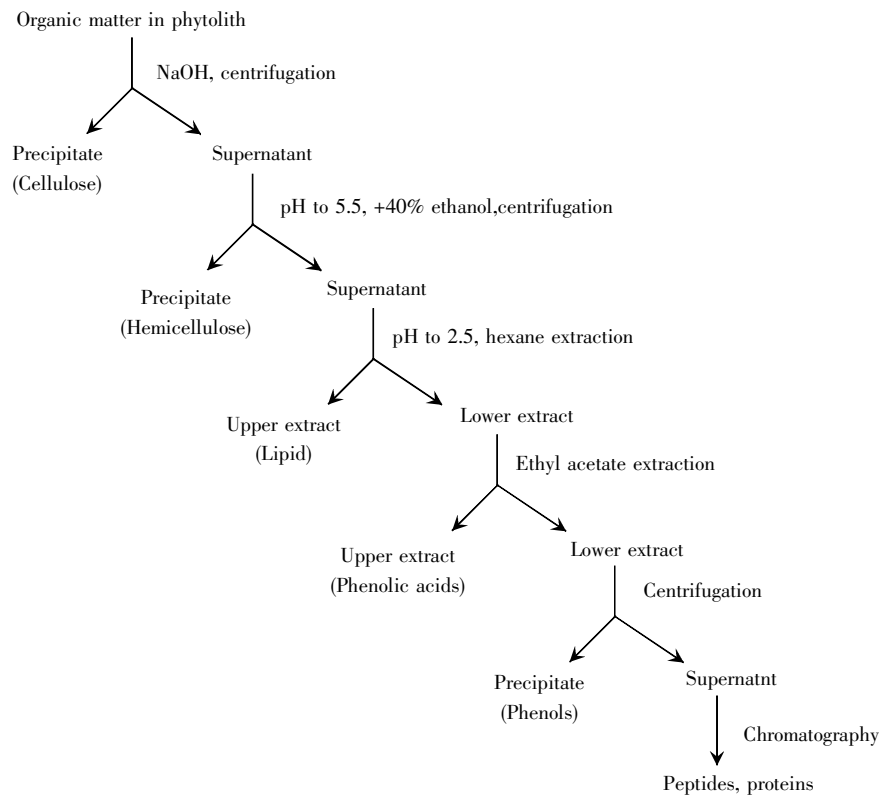 Organic matter in phytolith
NaOH, centrifugation
Precipitate
(Cellulose)
Supernatant
pH to 5.5, +40% ethanol,centrifugation
Precipitate
(Hemicellulose)
Supernatant
pH to 2.5, hexane extraction
Upper extract
(Lipid)
Lower extract
Ethyl acetate extraction
Upper extract
(Phenolic acids)
Lower extract
Centrifugation
Precipitate
(Phenols)
Supernatnt
Chromatography
Peptides, proteins